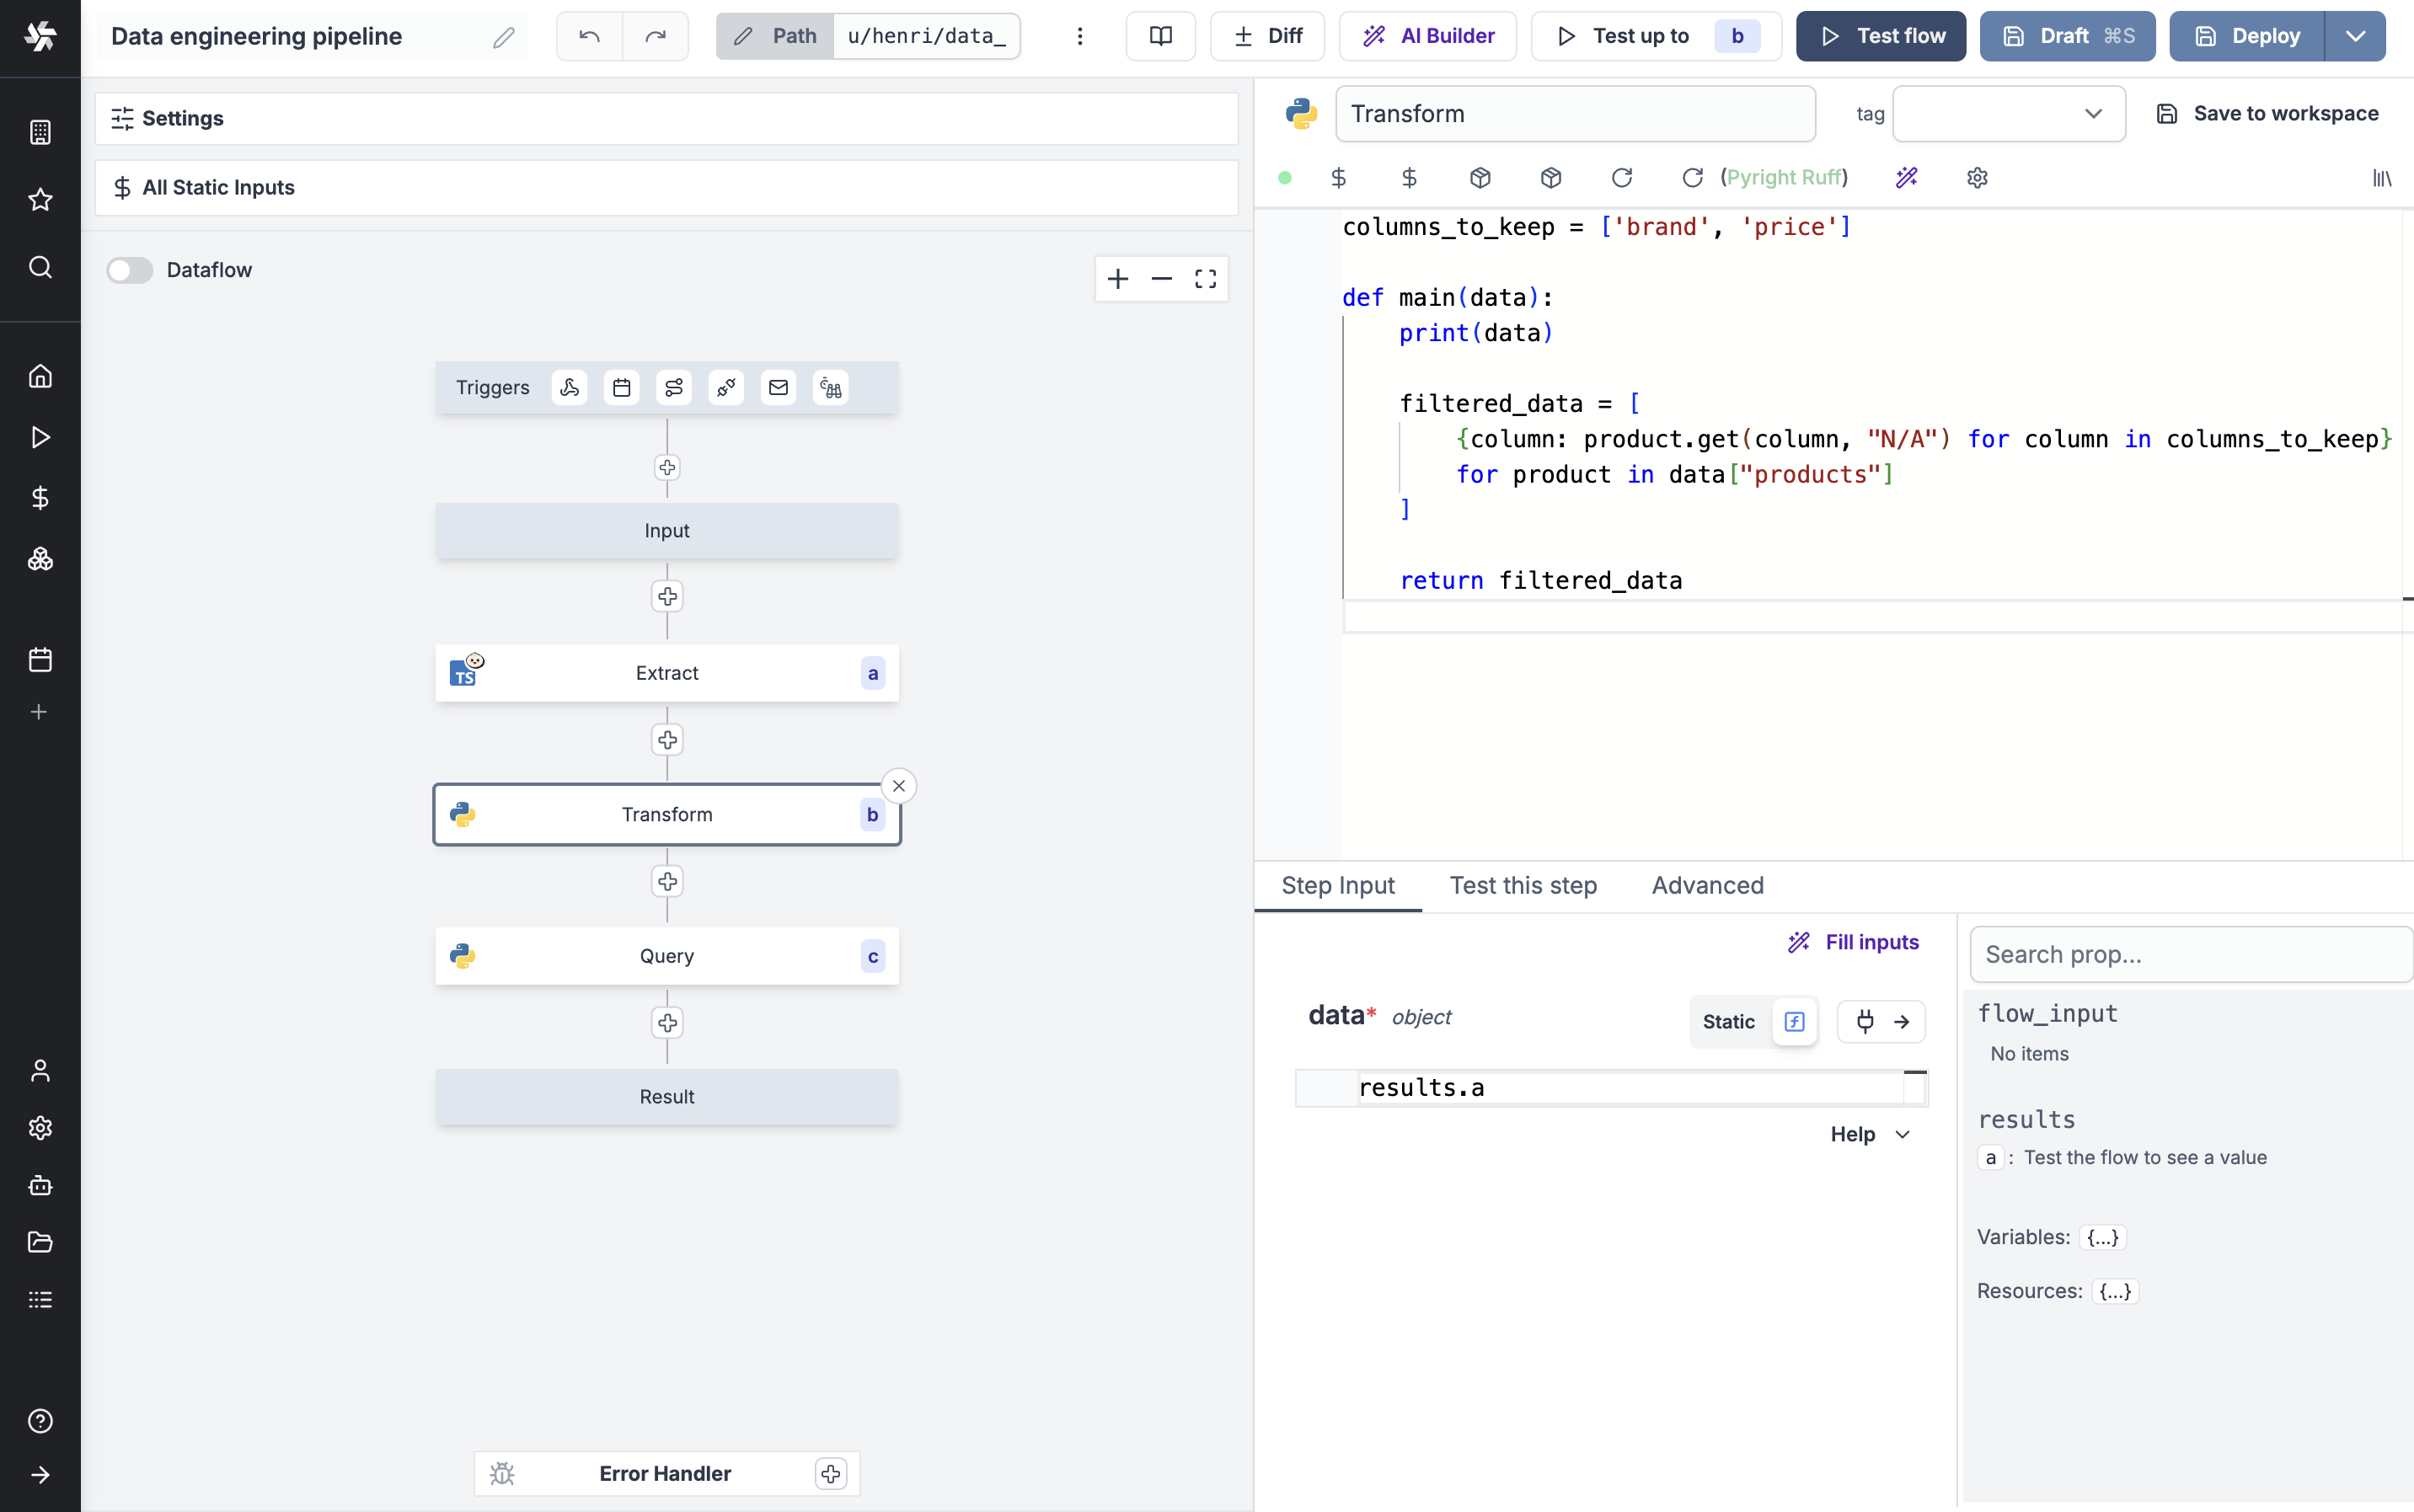 Data engineering pipeline
Path u/henri/data_
Diff
AI Builder
Test up to b
Test flow
Draft ⌘S
Deploy
Settings
All Static Inputs
Dataflow
Triggers
Input
TS Extract a
Transform b
Query c
Result
Error Handler
Transform
tag
Save to workspace
(Pyright Ruff)
columns_to_keep = ['brand', 'price']
def main(data):
    print(data)
    filtered_data = [
        {column: product.get(column, "N/A") for column in columns_to_keep}
        for product in data["products"]
    ]
    return filtered_data
Step Input Test this step Advanced
Fill inputs
data* object
Static
results.a
Help
Search prop...
flow_input
No items
results
a : Test the flow to see a value
Variables: {...}
Resources: {...}